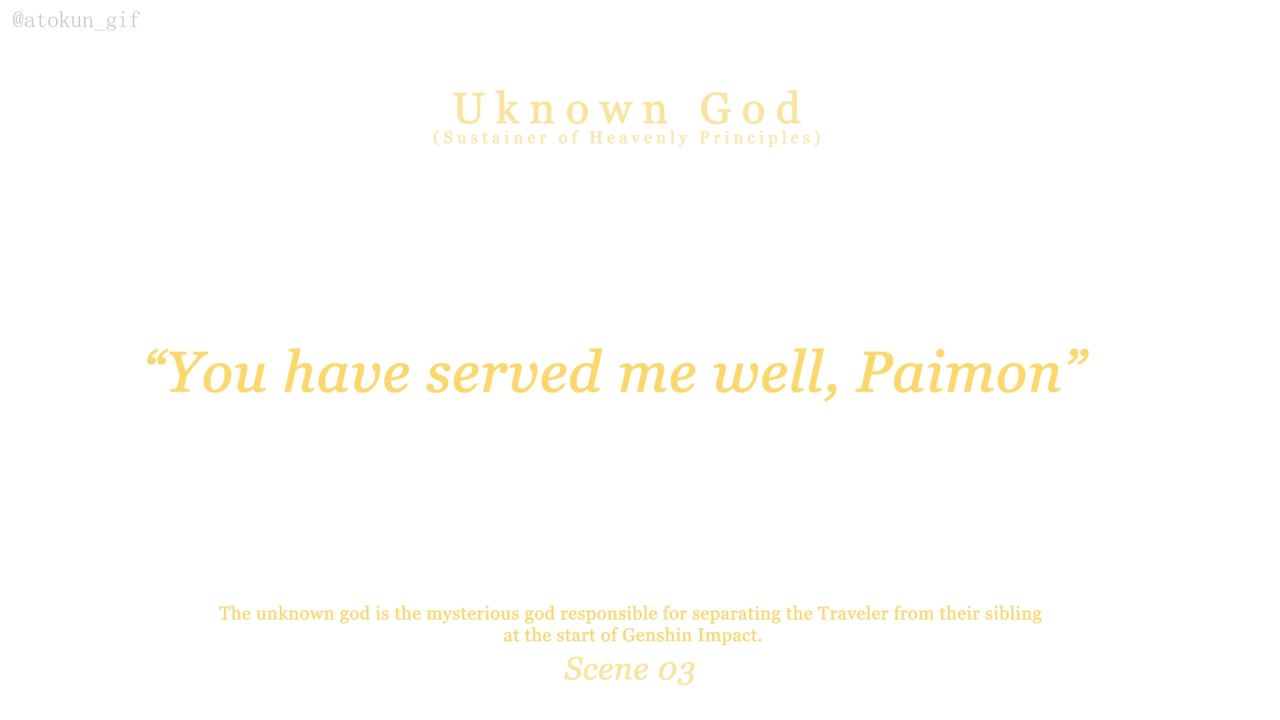 @atokun_gif
Uknown God
(Sustainer of Heavenly Principles)
“You have served me well, Paimon”
The unknown god is the mysterious god responsible for separating the Traveler from their sibling
at the start of Genshin Impact.
Scene 03